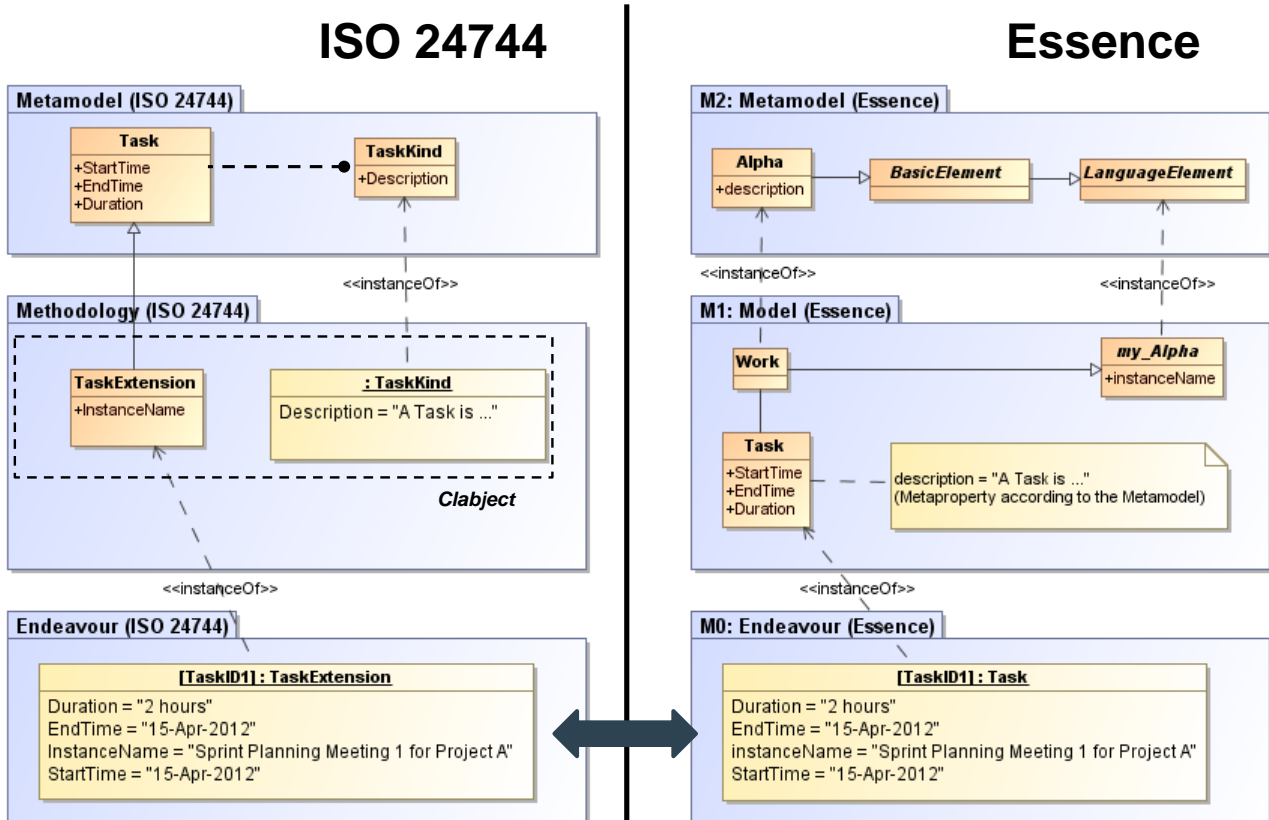 ISO 24744
Metamodel (ISO 24744)
Task
+StartTime
+EndTime
+Duration
TaskKind
+Description
<<instanceOf>>
Methodology (ISO 24744)
TaskExtension
+InstanceName
: TaskKind
Description = "A Task is ..."
Clabject
<<instanceOf>>
Endeavour (ISO 24744)
[TaskID1] : TaskExtension
Duration = "2 hours"
EndTime = "15-Apr-2012"
InstanceName = "Sprint Planning Meeting 1 for Project A"
StartTime = "15-Apr-2012"
Essence
M2: Metamodel (Essence)
Alpha
+description
BasicElement
LanguageElement
<<instanceOf>>
<<instanceOf>>
M1: Model (Essence)
Work
my_Alpha
+instanceName
Task
+StartTime
+EndTime
+Duration
description = "A Task is ..."
(Metaproperty according to the Metamodel)
<<instanceOf>>
M0: Endeavour (Essence)
[TaskID1] : Task
Duration = "2 hours"
EndTime = "15-Apr-2012"
instanceName = "Sprint Planning Meeting 1 for Project A"
StartTime = "15-Apr-2012"